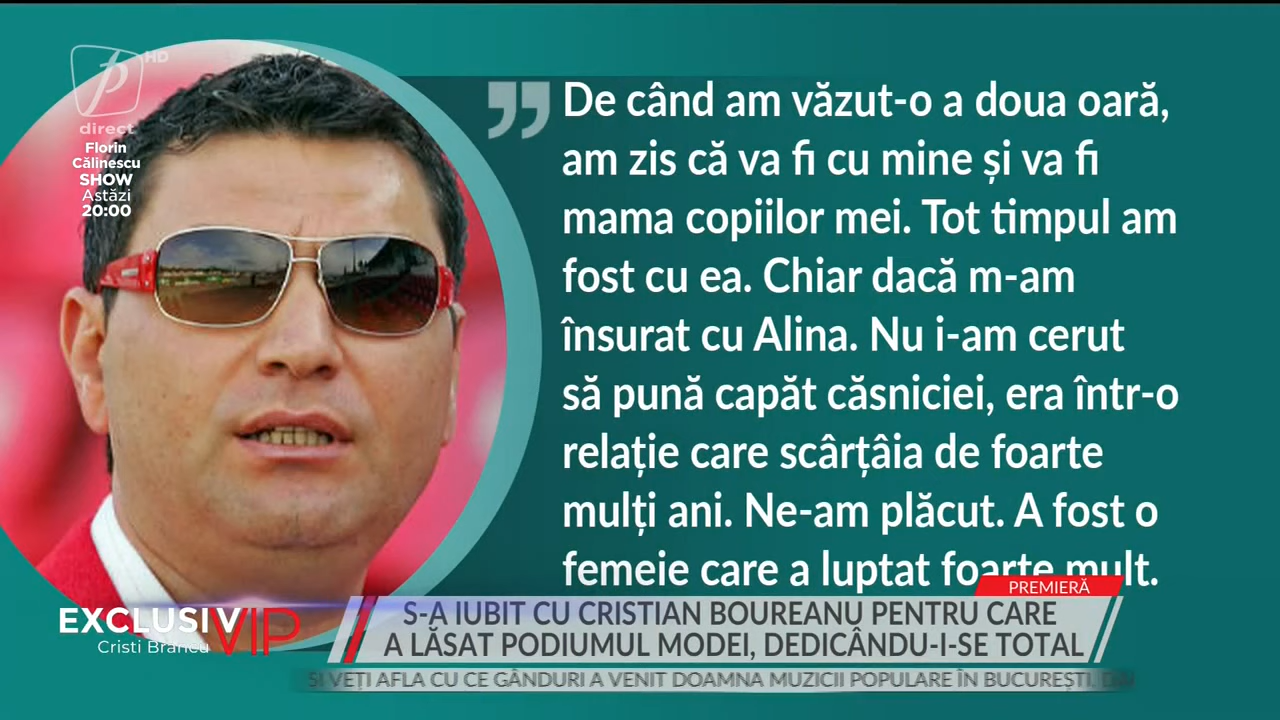 HD
p
direct
Florin
Călinescu
SHOW
Astăzi
20:00
De când am văzut-o a doua oară,
am zis că va fi cu mine și va fi
mama copiilor mei. Tot timpul am
fost cu ea. Chiar dacă m-am
însurat cu Alina. Nu i-am cerut
să pună capăt căsniciei, era într-o
relație care scârțâia de foarte
mulți ani. Ne-am plăcut. A fost o
femeie care a luptat foarte mult.
PREMIERĂ
EXCLUSIV VIP
Cristi Brancu
S-A IUBIT CU CRISTIAN BOUREANU PENTRU CARE
A LĂSAT PODIUMUL MODEI, DEDICÂNDU-I-SE TOTAL
ȘI VEȚI AFLA CU CE GÂNDURI A VENIT DOAMNA MUZICII POPULARE ÎN BUCUREȘTI,